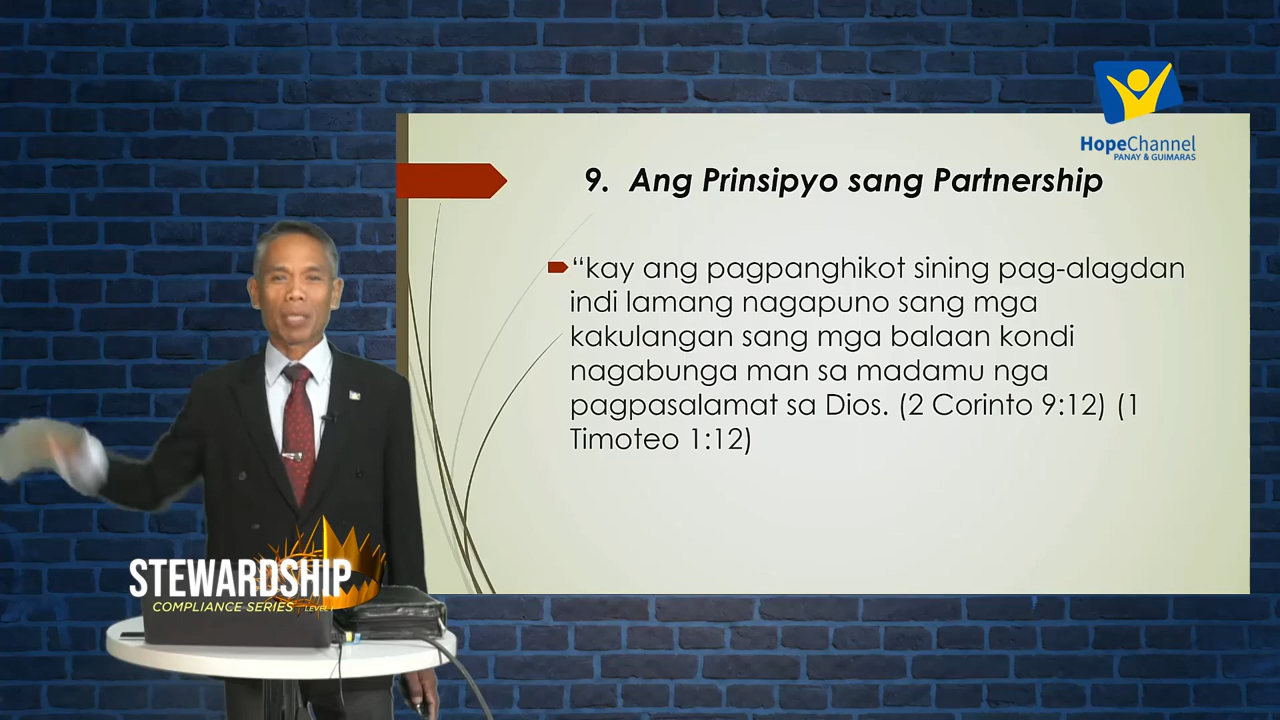 HopeChannel
PANAY & GUIMARAS
9. Ang Prinsipyo sang Partnership
“kay ang pagpanghikot sining pag-alagdan
indi lamang nagapuno sang mga
kakulangan sang mga balaan kondi
nagabunga man sa madamu nga
pagpasalamat sa Dios. (2 Corinto 9:12) (1
Timoteo 1:12)
STEWARDSHIP
COMPLIANCE SERIES LEVEL I